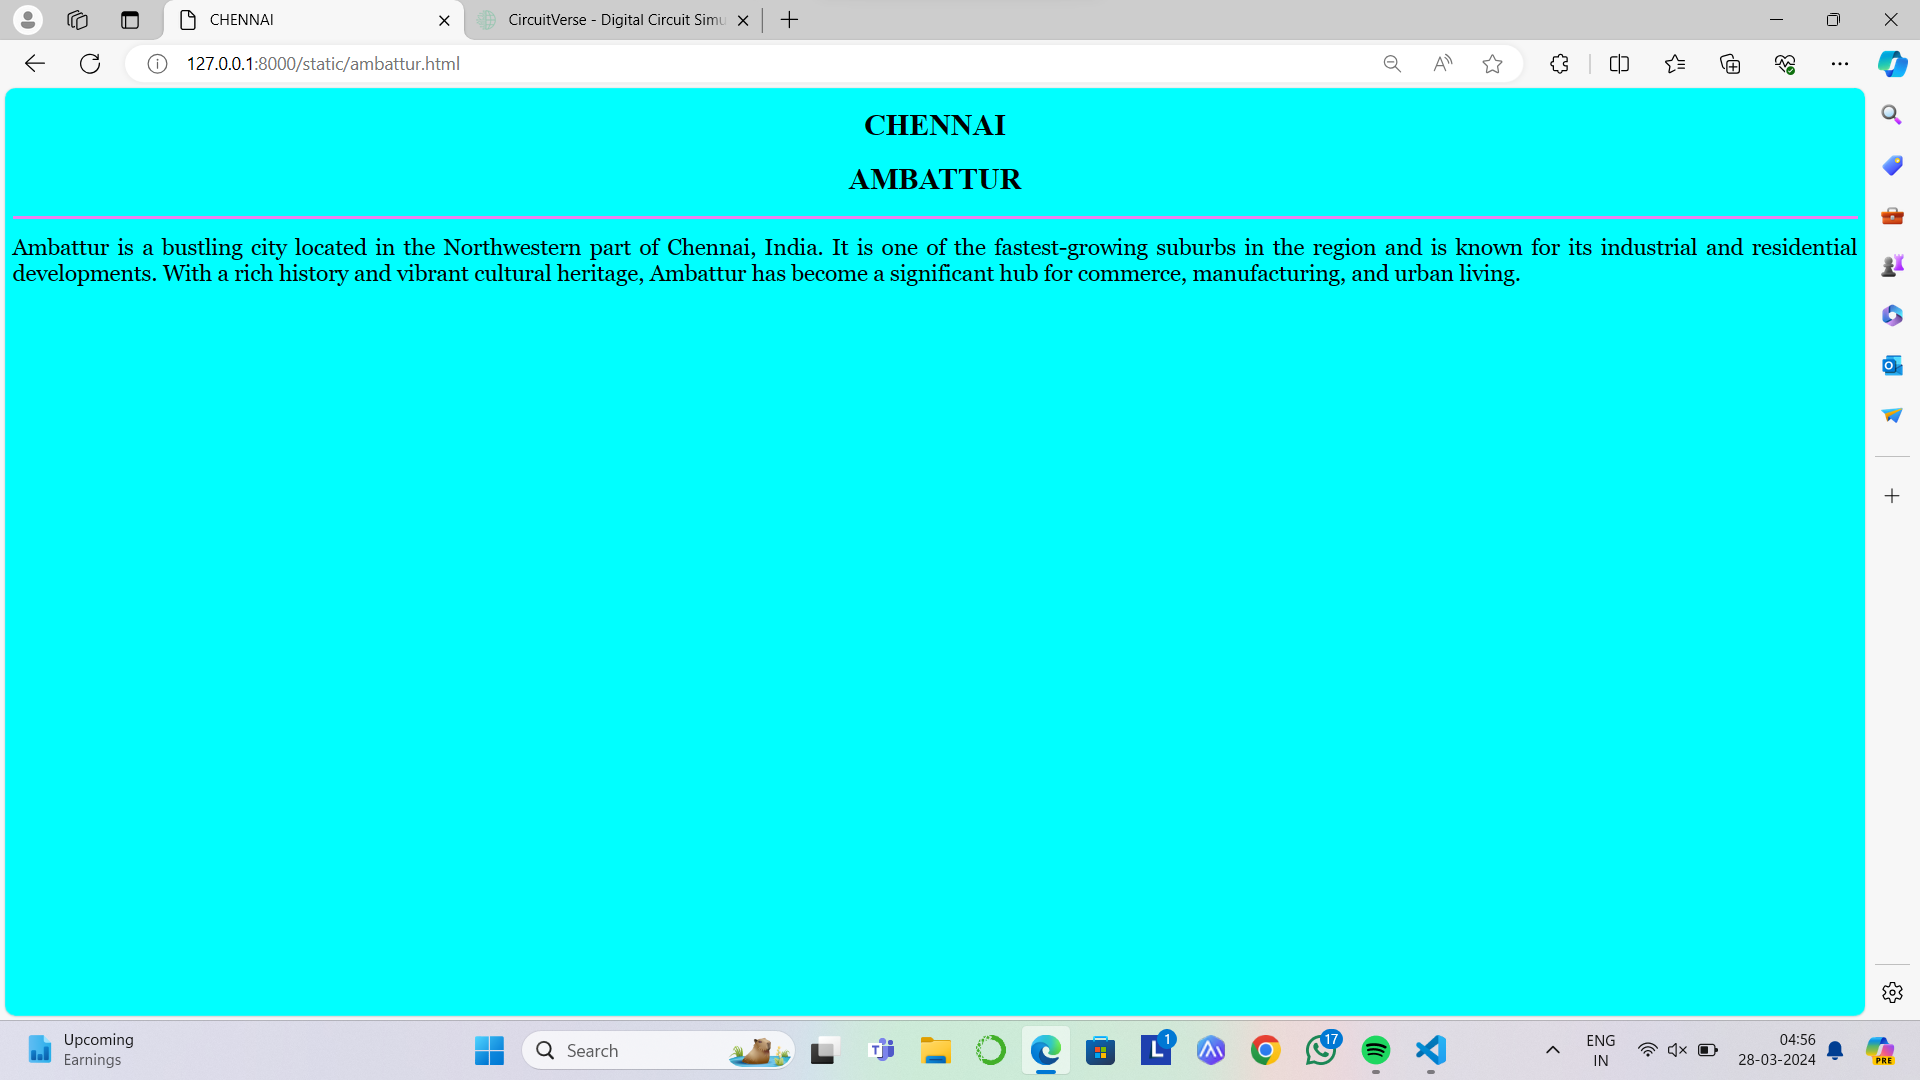 CHENNAI
CircuitVerse - Digital Circuit Simu
127.0.0.1:8000/static/ambattur.html
CHENNAI
AMBATTUR
Ambattur is a bustling city located in the Northwestern part of Chennai, India. It is one of the fastest-growing suburbs in the region and is known for its industrial and residential
developments. With a rich history and vibrant cultural heritage, Ambattur has become a significant hub for commerce, manufacturing, and urban living.
Upcoming
Earnings
Search
1
17
ENG
IN
04:56
28-03-2024
PRE